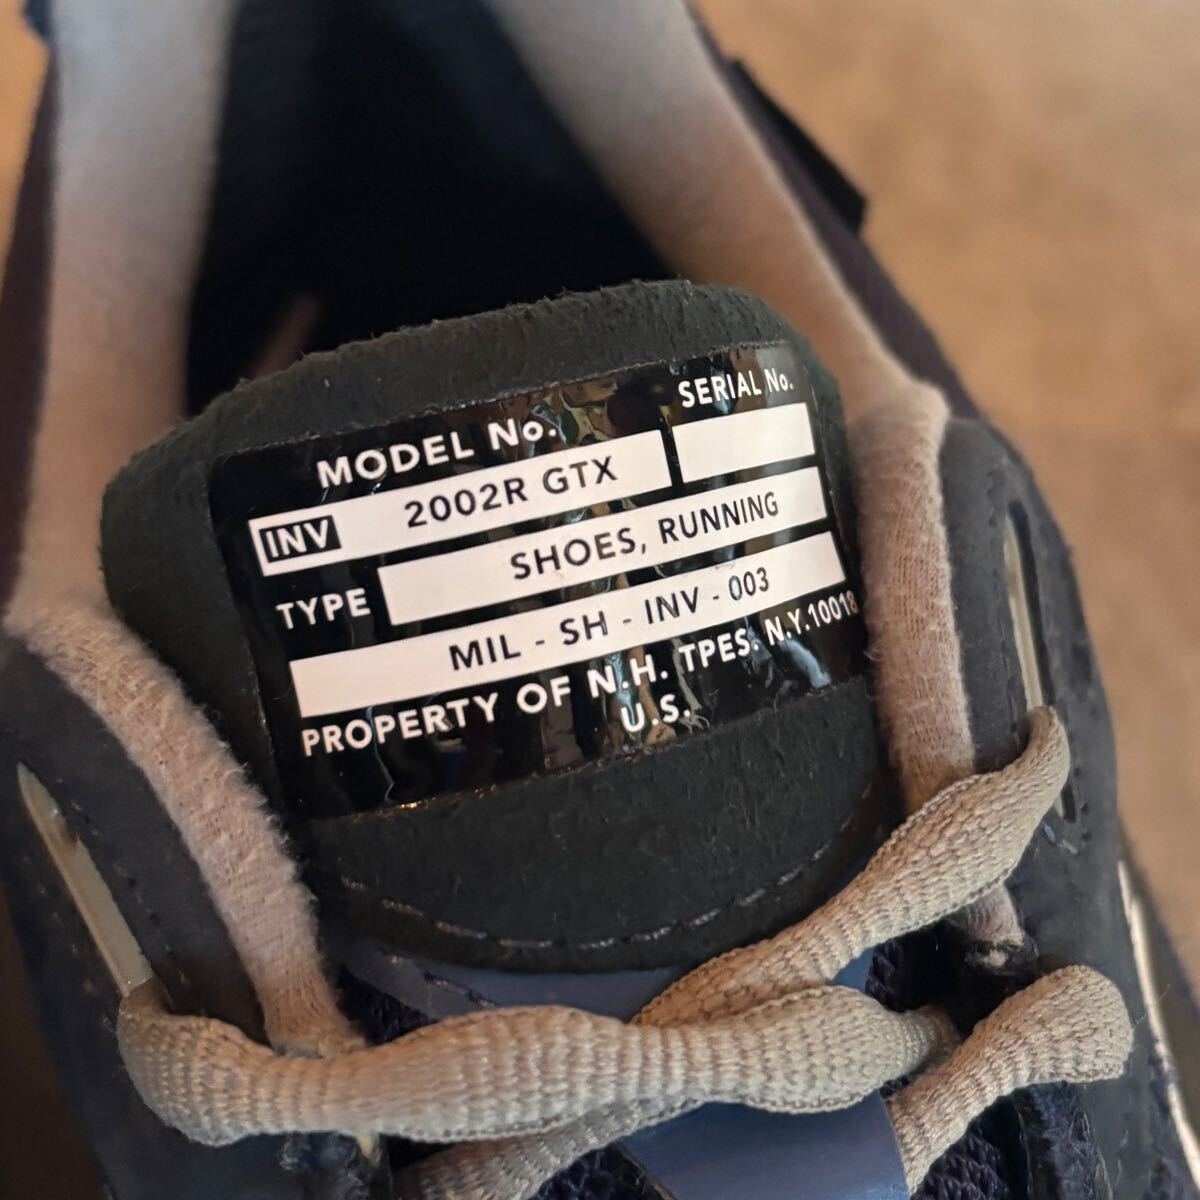 MODEL No. SERIAL No.
INV 2002R GTX
TYPE SHOES, RUNNING
MIL - SH - INV - 003
PROPERTY OF N.H. TPES. N.Y.10018
U.S.